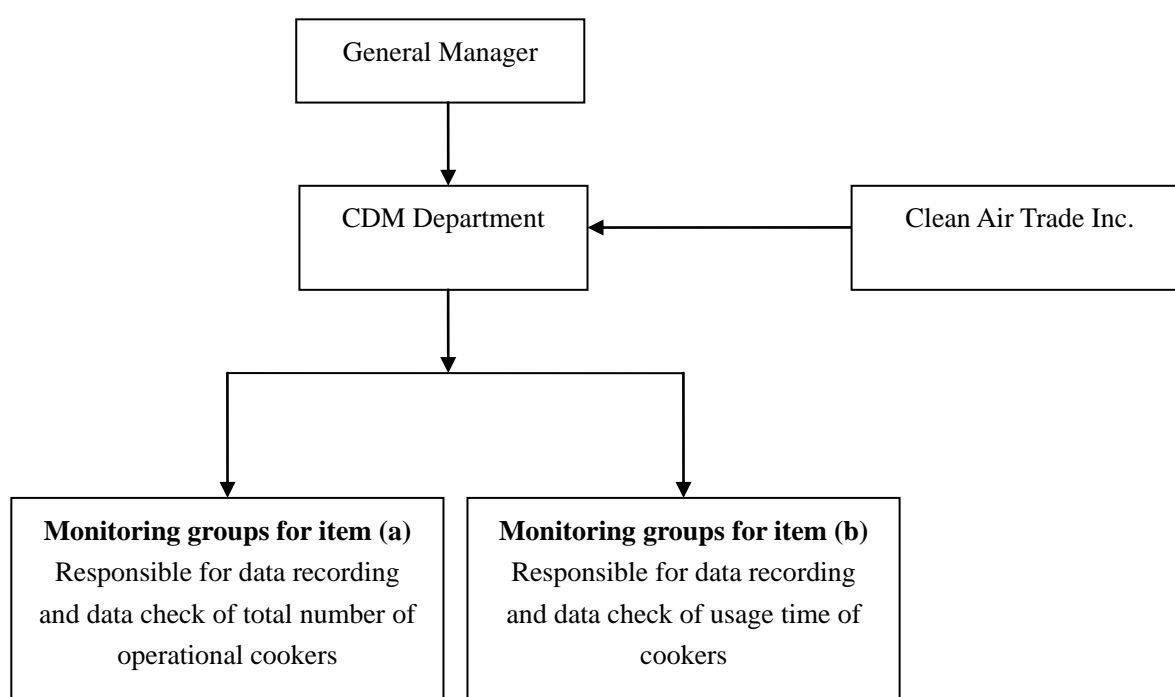 General Manager
CDM Department
Clean Air Trade Inc.
Monitoring groups for item (a)
Responsible for data recording
and data check of total number of
operational cookers
Monitoring groups for item (b)
Responsible for data recording
and data check of usage time of
cookers